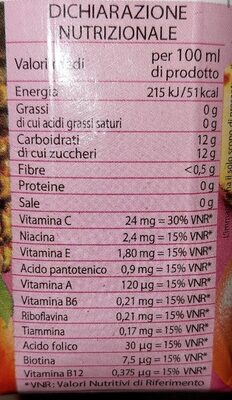 DICHIARAZIONE
NUTRIZIONALE
Valori medi per 100 ml
di prodotto
Energia 215 kJ/51 kcal
Grassi 0 g
di cui acidi grassi saturi 0 g
Carboidrati 12 g
di cui zuccheri 12 g
Fibre <0,5 g
Proteine 0 g
Sale 0 g
Vitamina C 24 mg = 30% VNR*
Niacina 2,4 mg = 15% VNR*
Vitamina E 1,80 mg = 15% VNR*
Acido pantotenico 0,9 mg = 15% VNR*
Vitamina A 120 µg = 15% VNR*
Vitamina B6 0,21 mg = 15% VNR*
Riboflavina 0,21 mg = 15% VNR*
Tiammina 0,17 mg = 15% VNR*
Acido folico 30 µg = 15% VNR*
Biotina 7,5 µg = 15% VNR*
Vitamina B12 0,375 µg = 15% VNR*
*VNR: Valori Nutritivi di Riferimento